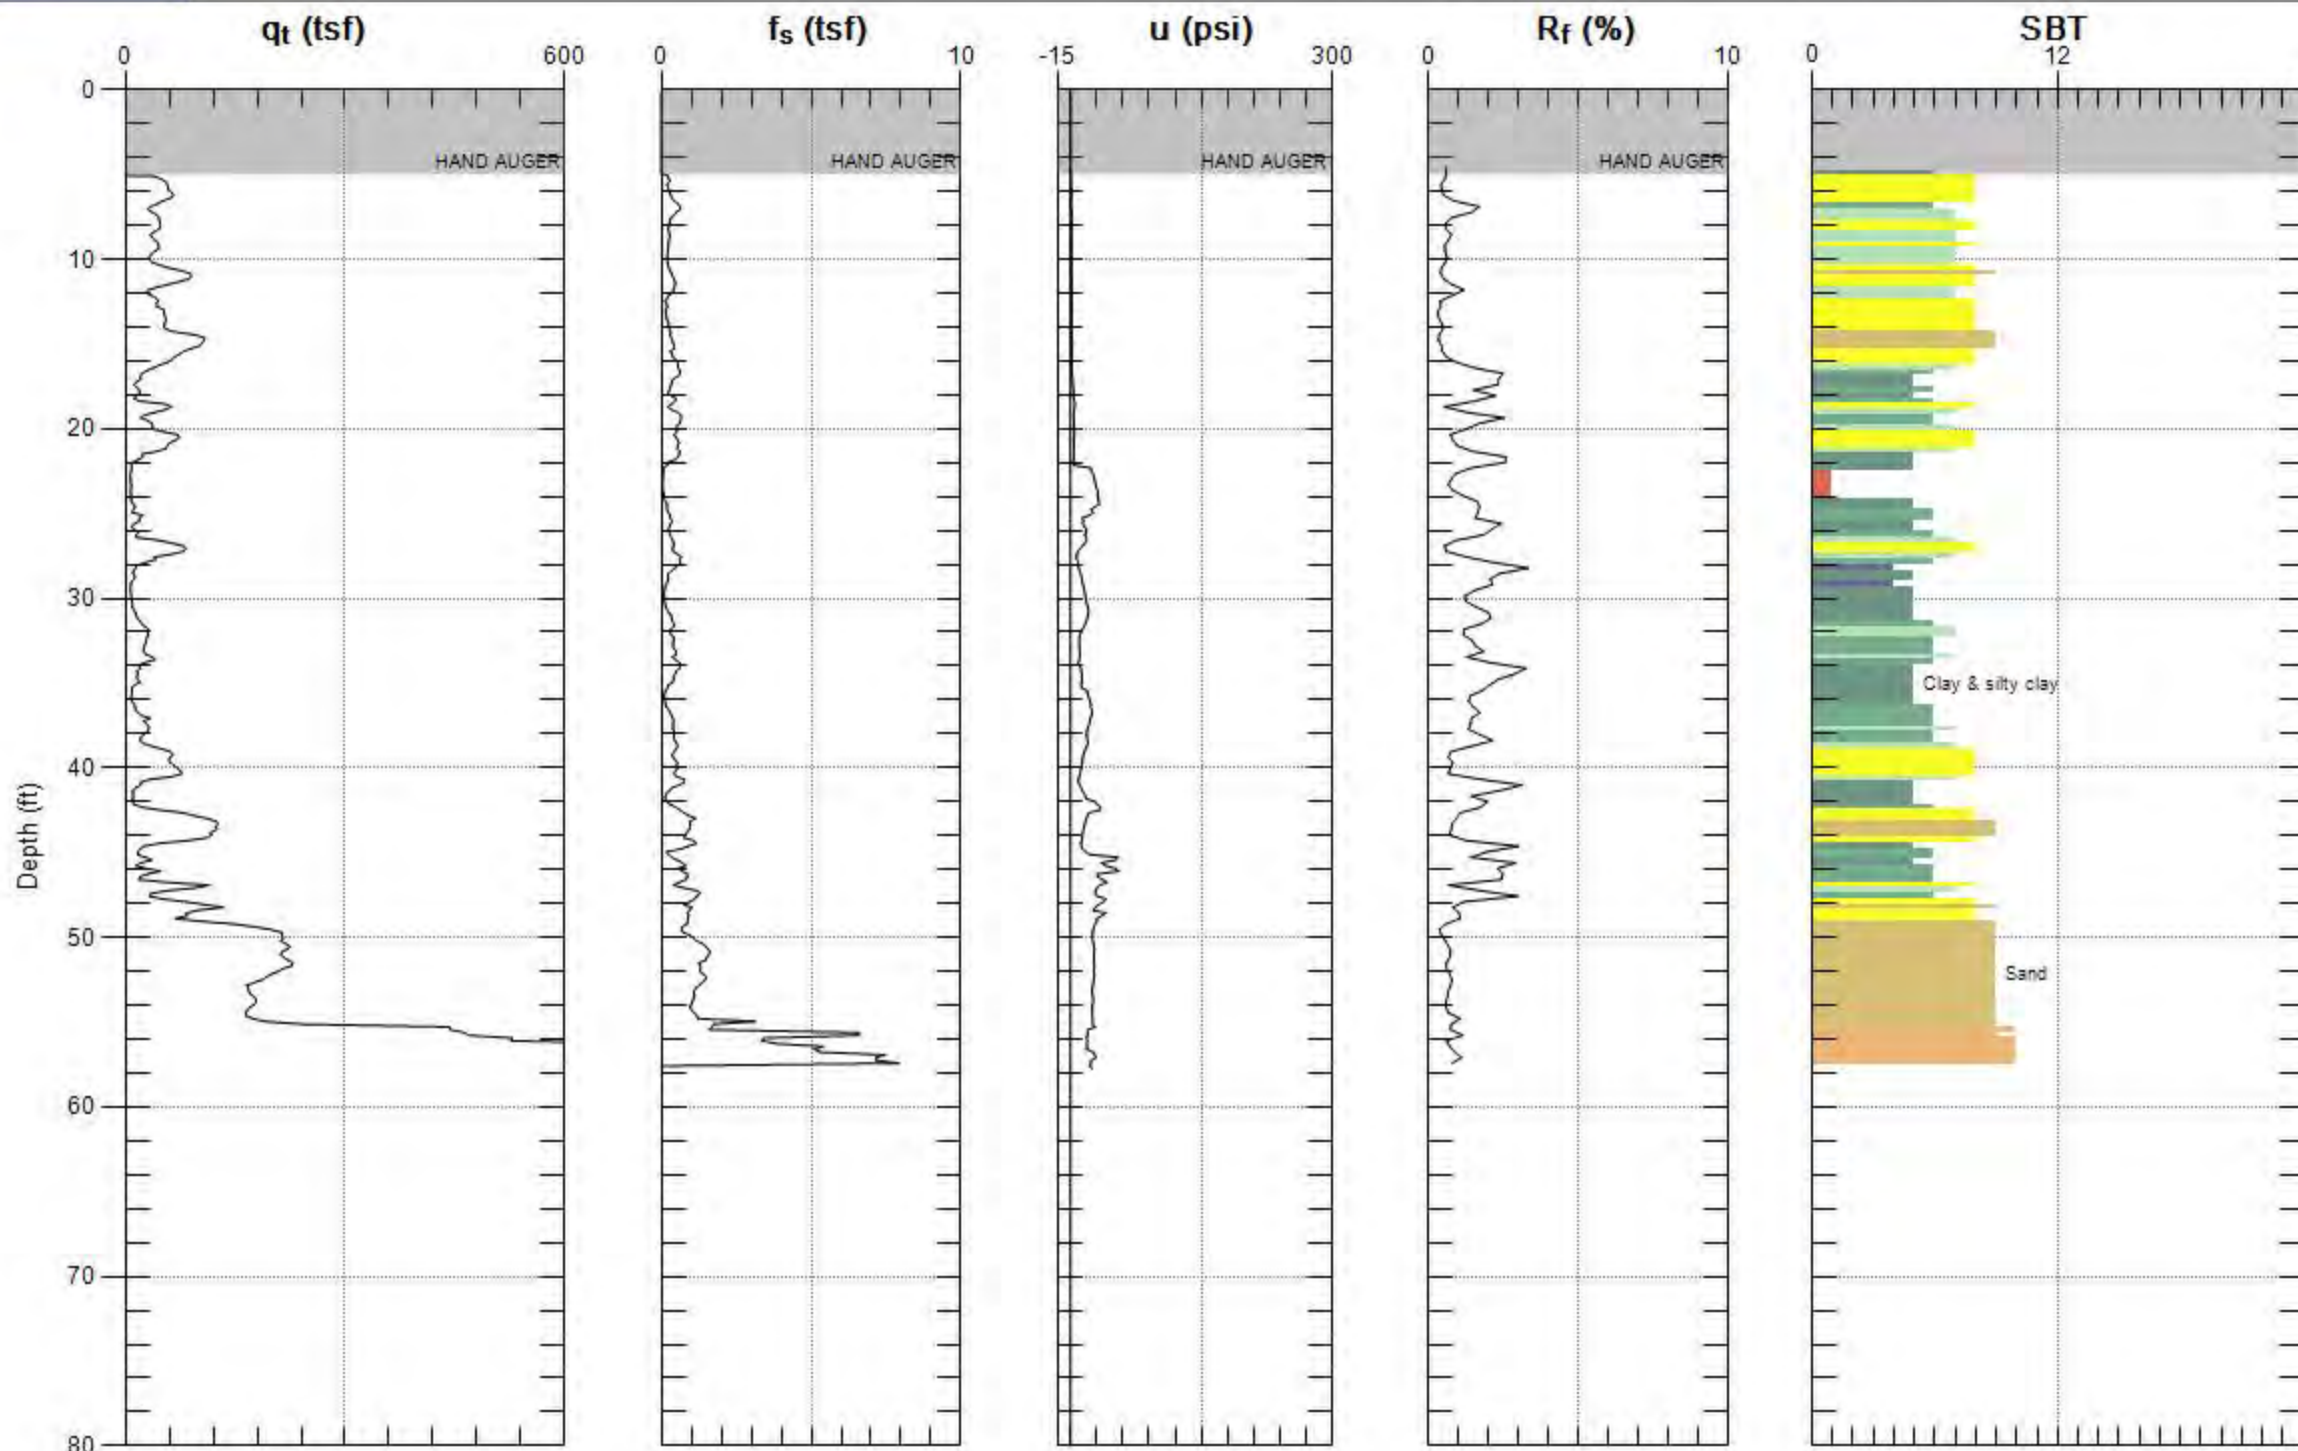 qt (tsf) fs (tsf) u (psi) Rf (%) SBT
0 600 0 10 -15 300 0 10 0 12
0
HAND AUGER HAND AUGER HAND AUGER HAND AUGER
10
20
30
Clay & silty clay
40
Depth (ft)
50
Sand
60
70
80